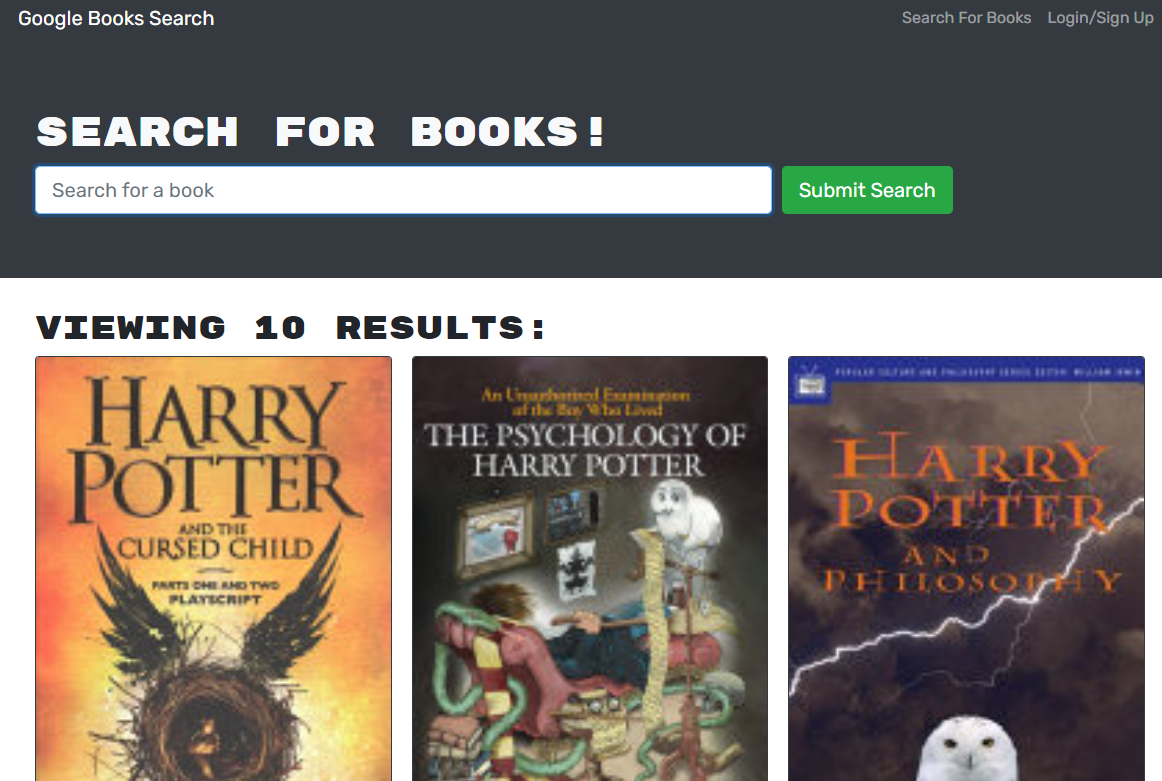 Google Books Search
Search For Books Login/Sign Up
SEARCH FOR BOOKS!
Search for a book
Submit Search
VIEWING 10 RESULTS:
HARRY
POTTER
AND THE
CURSED CHILD
PARTS ONE AND TWO
PLAYSCRIPT
An Unauthorized Examination
of the Boy Who Lived
THE PSYCHOLOGY OF
HARRY POTTER
POPULAR CULTURE AND PHILOSOPHY SERIES EDITOR WILLIAM IRWIN
HARRY
POTTER
AND
PHILOSOPHY